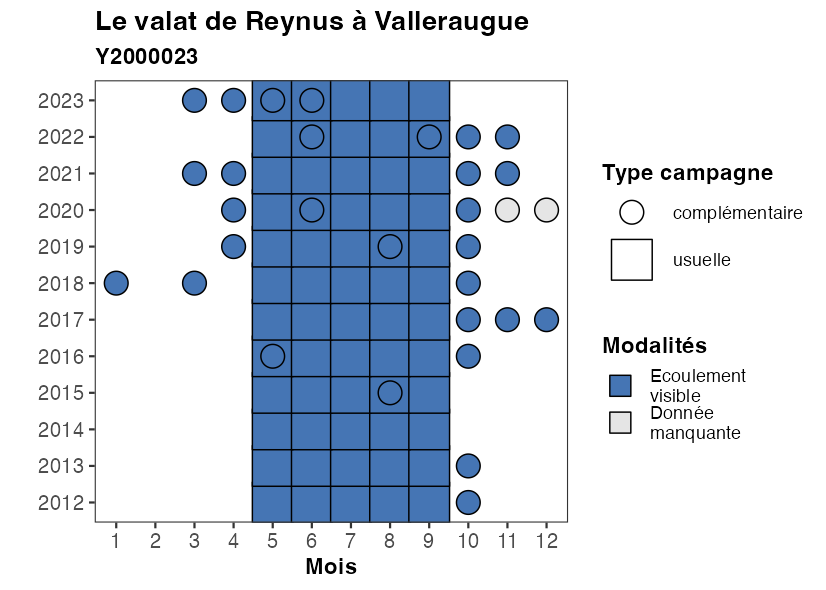 Le valat de Reynus à Valleraugue
Y2000023
2023
2022
2021
2020
2019
2018
2017
2016
2015
2014
2013
2012
1 2 3 4 5 6 7 8 9 10 11 12
Mois
Type campagne
complémentaire
usuelle
Modalités
Ecoulement
visible
Donnée
manquante